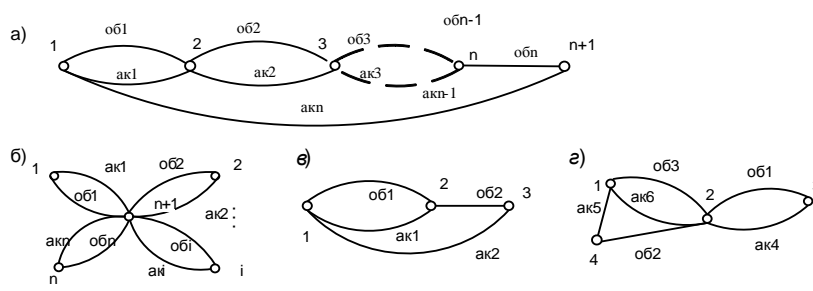 а)
1
об1
2
об2
3
об3
обn-1
n
обn
n+1
ак1
ак2
ак3
акn-1
акn
б)
1
ак1
об2
2
об1
n+1
ак2
акn
обn
обi
n
акi
i
в)
об1
2
об2
3
1
ак1
ак2
г)
1
об3
2
об1
ак5
ак6
4
об2
ак4